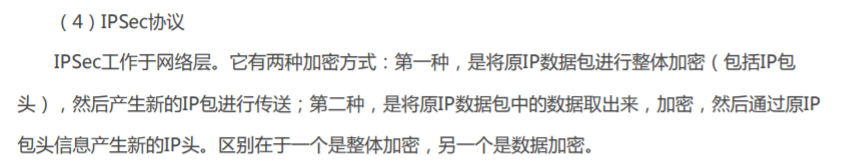 （4）IPSec协议
IPSec工作于网络层。它有两种加密方式：第一种，是将原IP数据包进行整体加密（包括IP包
头），然后产生新的IP包进行传送；第二种，是将原IP数据包中的数据取出来，加密，然后通过原IP
包头信息产生新的IP头。区别在于一个是整体加密，另一个是数据加密。